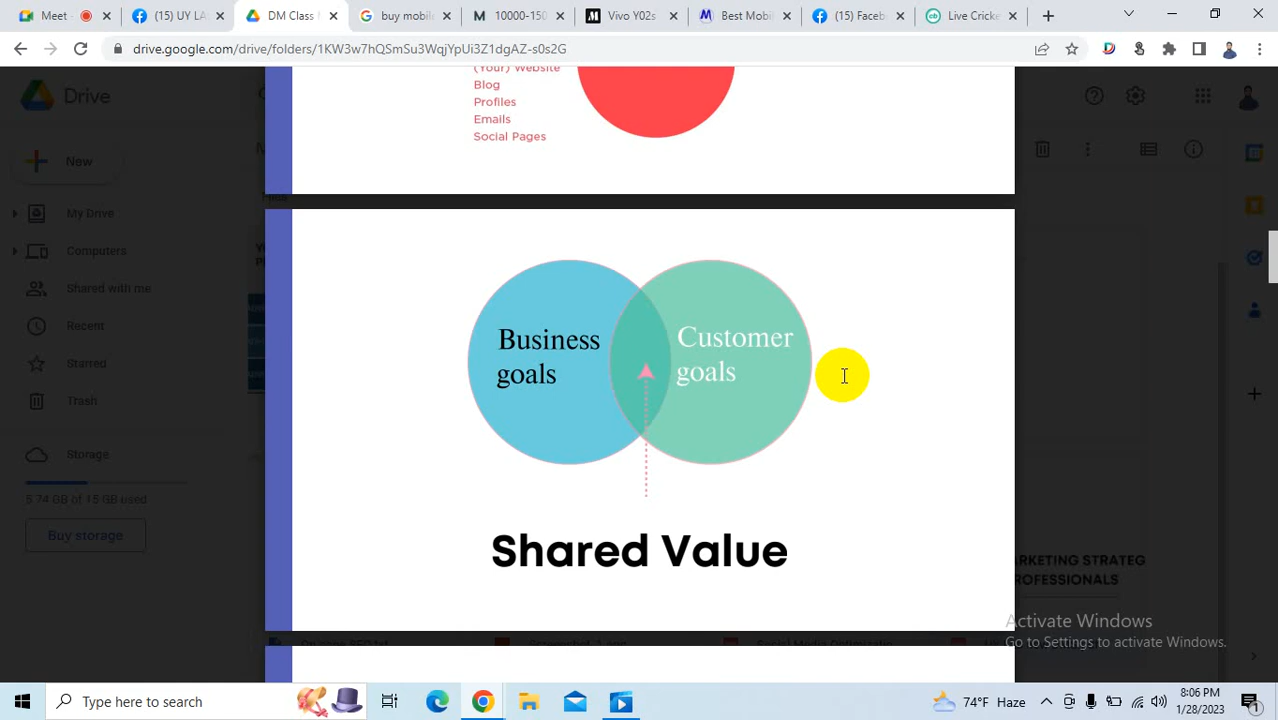 Meet -
(15) UY LA
DM Class
buy mobil
10000-150
Vivo Y02s
Best Mobi
(15) Faceb
Live Cricke
drive.google.com/drive/folders/1KW3w7hQSmSu3WqjYpUi3Z1dgAZ-s0s2G
Drive
New
My Drive
Computers
Shared with me
Recent
Starred
Trash
Storage
5.74 GB of 15 GB used
Buy storage
(Your) Website
Blog
Profiles
Emails
Social Pages
Business
goals
Customer
goals
Shared Value
ARKETING STRATEG
PROFESSIONALS
Activate Windows
Go to Settings to activate Windows.
Type here to search
74°F Haze
8:06 PM
1/28/2023